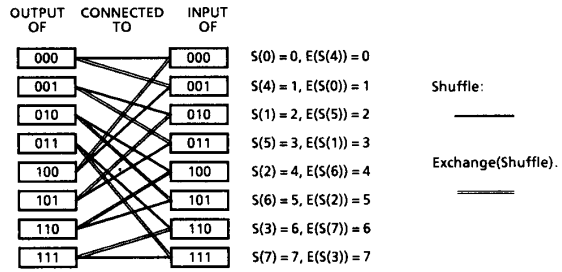 OUTPUT OF CONNECTED TO INPUT OF
000 000 S(0) = 0, E(S(4)) = 0
001 001 S(4) = 1, E(S(0)) = 1
010 010 S(1) = 2, E(S(5)) = 2
011 011 S(5) = 3, E(S(1)) = 3
100 100 S(2) = 4, E(S(6)) = 4
101 101 S(6) = 5, E(S(2)) = 5
110 110 S(3) = 6, E(S(7)) = 6
111 111 S(7) = 7, E(S(3)) = 7
Shuffle:
Exchange(Shuffle).